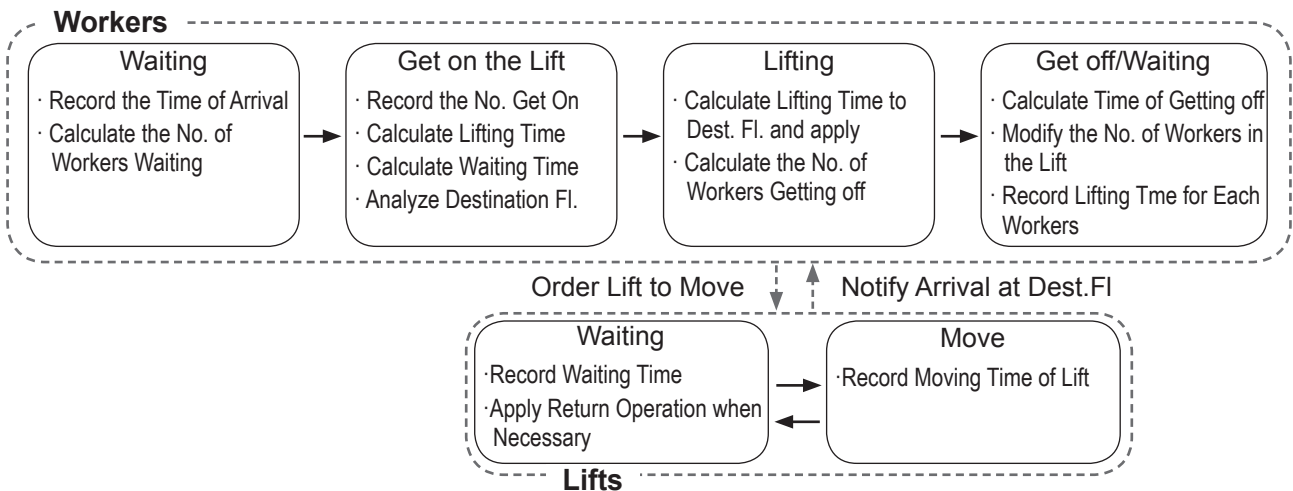 Workers
Waiting
· Record the Time of Arrival
· Calculate the No. of
Workers Waiting
Get on the Lift
· Record the No. Get On
· Calculate Lifting Time
· Calculate Waiting Time
· Analyze Destination Fl.
Lifting
· Calculate Lifting Time to
Dest. Fl. and apply
· Calculate the No. of
Workers Getting off
Get off/Waiting
· Calculate Time of Getting off
· Modify the No. of Workers in
the Lift
· Record Lifting Tme for Each
Workers
Order Lift to Move
Notify Arrival at Dest.Fl
Waiting
·Record Waiting Time
·Apply Return Operation when
Necessary
Move
·Record Moving Time of Lift
Lifts